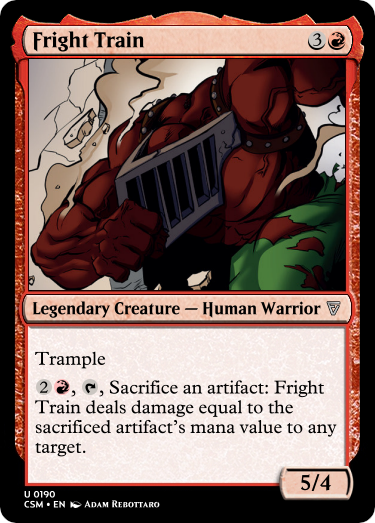 Fright Train 3
Legendary Creature — Human Warrior
Trample
2, , Sacrifice an artifact: Fright
Train deals damage equal to the
sacrificed artifact's mana value to any
target.
5/4
U 0190
CSM • EN Adam Rebottaro